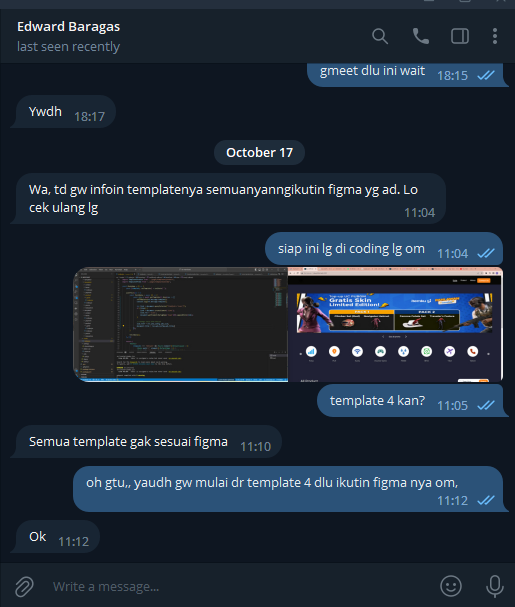 Edward Baragas
last seen recently
gmeet dlu ini wait 18:15
Ywdh 18:17
October 17
Wa, td gw infoin templatenya semuanyanngikutin figma yg ad. Lo
cek ulang lg
11:04
siap ini lg di coding lg om 11:04
Gratis Skin
Limited Edition!
template 4 kan? 11:05
Semua template gak sesuai figma 11:10
oh gtu,, yaudh gw mulai dr template 4 dlu ikutin figma nya om,
11:12
Ok 11:12
Write a message...